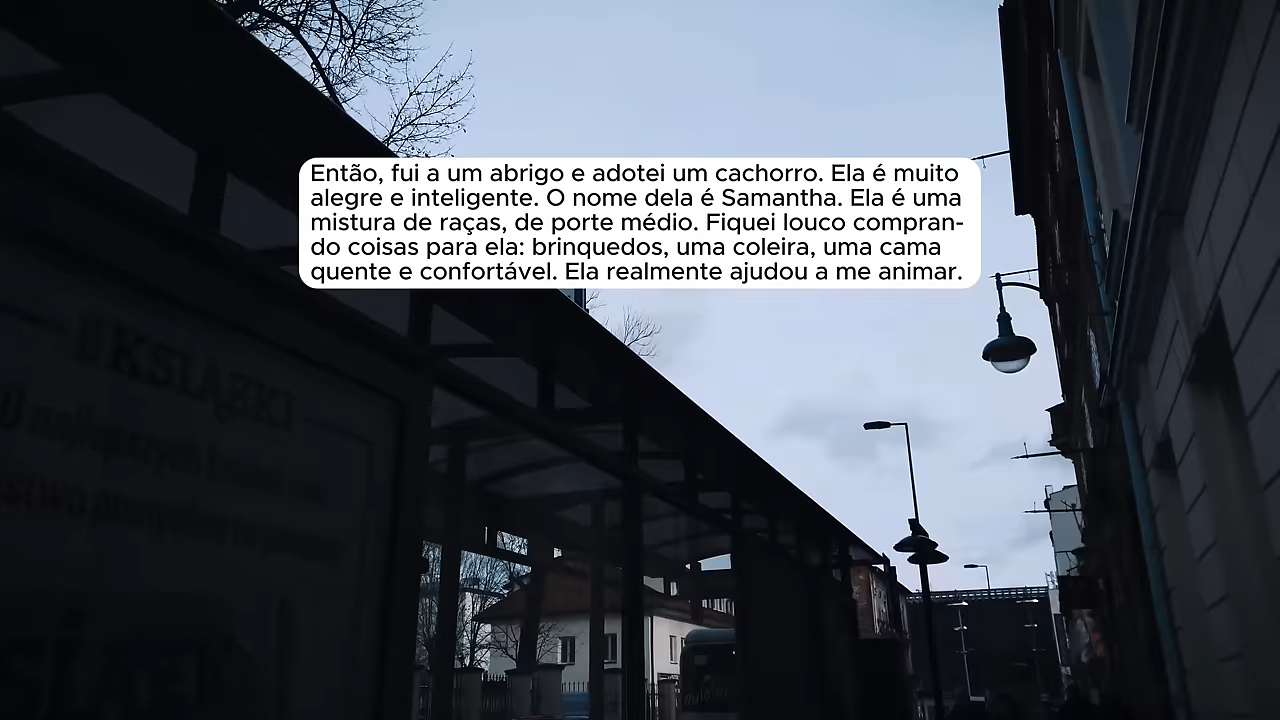 Então, fui a um abrigo e adotei um cachorro. Ela é muito
alegre e inteligente. O nome dela é Samantha. Ela é uma
mistura de raças, de porte médio. Fiquei louco compran-
do coisas para ela: brinquedos, uma coleira, uma cama
quente e confortável. Ela realmente ajudou a me animar.
KSIĄŻKI